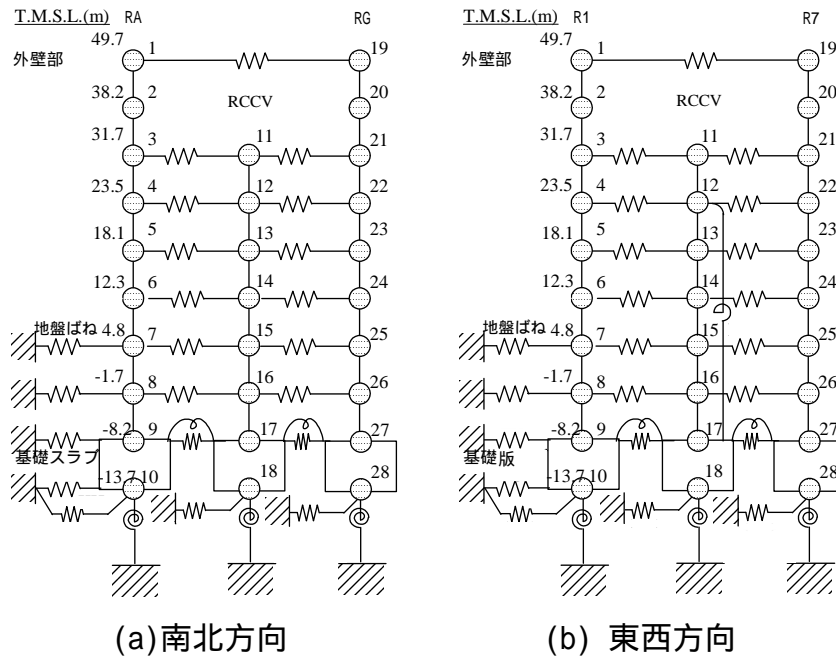 T.M.S.L.(m) RA RG
49.7 1 19
外壁部
38.2 2 20
RCCV
31.7 3 11 21
23.5 4 12 22
18.1 5 13 23
12.3 6 14 24
地盤ばね 4.8 7 15 25
-1.7 8 16 26
-8.2 9 17 27
基礎スラブ
-13.7 10 18 28
(a)南北方向
T.M.S.L.(m) R1 R7
49.7 1 19
外壁部
38.2 2 20
RCCV
31.7 3 11 21
23.5 4 12 22
18.1 5 13 23
12.3 6 14 24
地盤ばね 4.8 7 15 25
-1.7 8 16 26
-8.2 9 17 27
基礎版
-13.7 10 18 28
(b) 東西方向